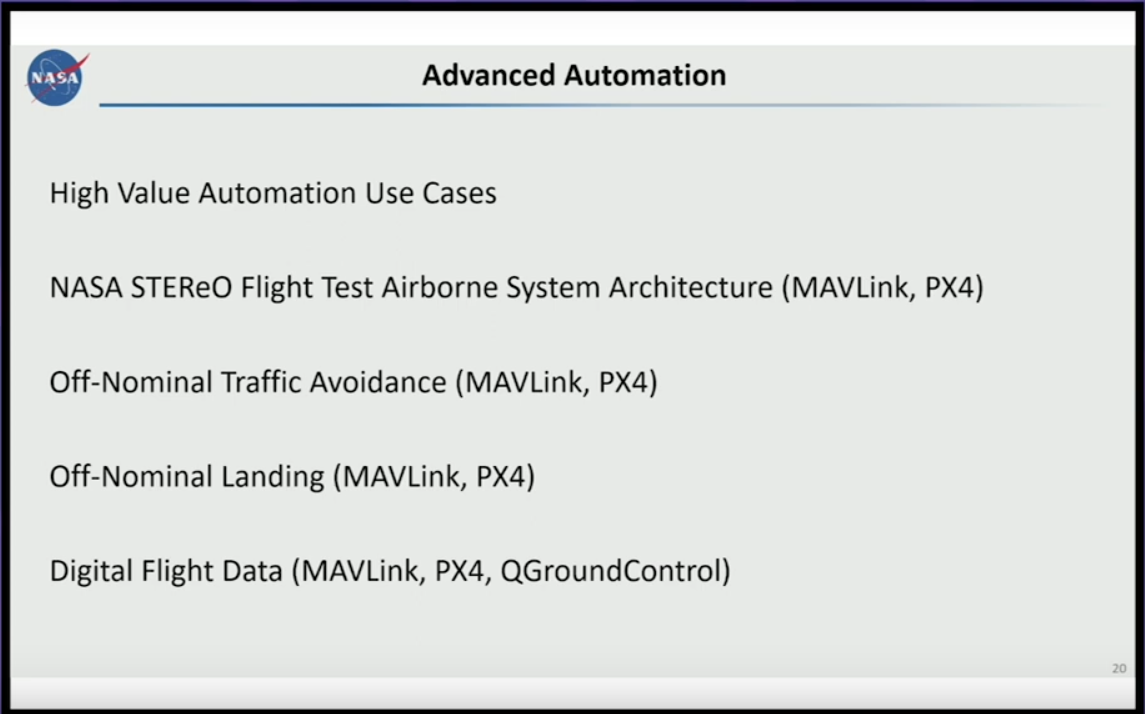 NASA
Advanced Automation
High Value Automation Use Cases
NASA STEReO Flight Test Airborne System Architecture (MAVLink, PX4)
Off-Nominal Traffic Avoidance (MAVLink, PX4)
Off-Nominal Landing (MAVLink, PX4)
Digital Flight Data (MAVLink, PX4, QGroundControl)
20